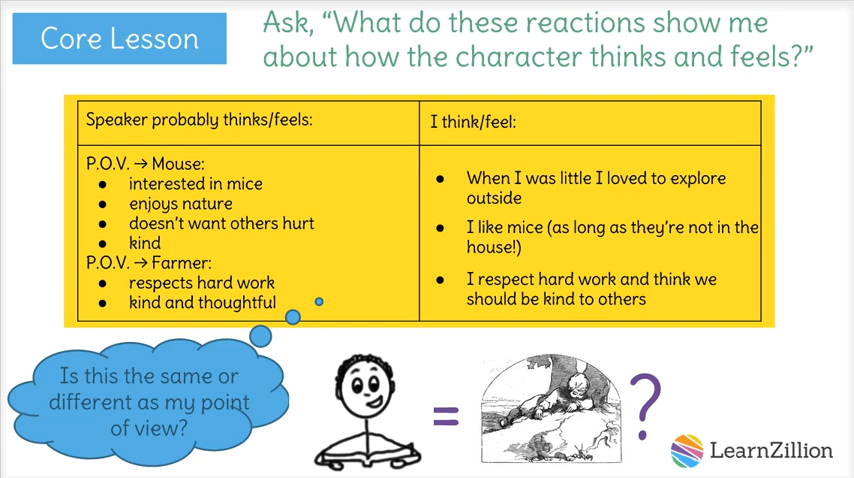 Core Lesson
Ask, “What do these reactions show me
about how the character thinks and feels?”
Speaker probably thinks/feels:
P.O.V. → Mouse:
● interested in mice
● enjoys nature
● doesn’t want others hurt
● kind
P.O.V. → Farmer:
● respects hard work
● kind and thoughtful
I think/feel:
● When I was little I loved to explore
outside
● I like mice (as long as they’re not in the
house!)
● I respect hard work and think we
should be kind to others
Is this the same or
different as my point
of view?
= ?
LearnZillion